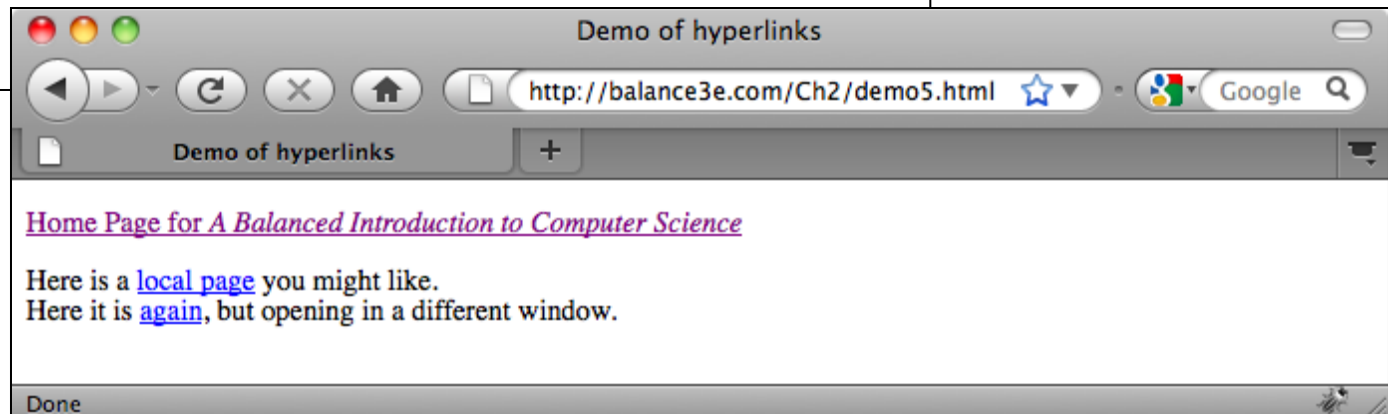 Demo of hyperlinks
http://balance3e.com/Ch2/demo5.html
Google
Demo of hyperlinks
Home Page for A Balanced Introduction to Computer Science
Here is a local page you might like.
Here it is again, but opening in a different window.
Done